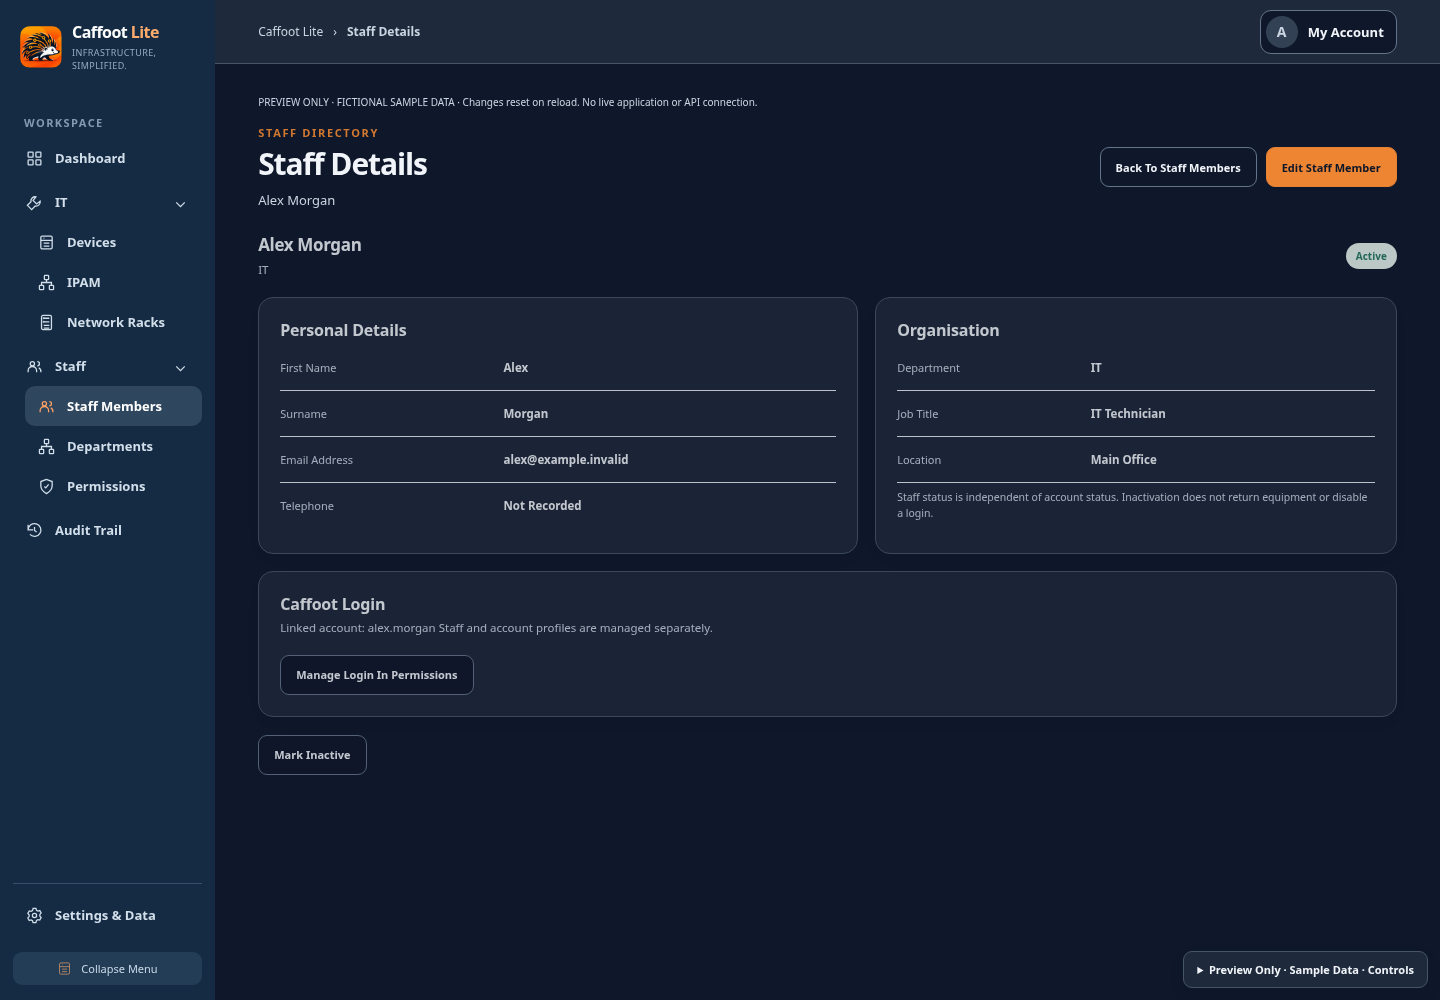 Caffoot Lite
INFRASTRUCTURE,
SIMPLIFIED.
WORKSPACE
Dashboard
IT
Devices
IPAM
Network Racks
Staff
Staff Members
Departments
Permissions
Audit Trail
Settings & Data
Collapse Menu
Caffoot Lite › Staff Details
A My Account
PREVIEW ONLY · FICTIONAL SAMPLE DATA · Changes reset on reload. No live application or API connection.
STAFF DIRECTORY
Staff Details
Alex Morgan
Back To Staff Members
Edit Staff Member
Alex Morgan
IT
Active
Personal Details
First Name Alex
Surname Morgan
Email Address alex@example.invalid
Telephone Not Recorded
Organisation
Department IT
Job Title IT Technician
Location Main Office
Staff status is independent of account status. Inactivation does not return equipment or disable
a login.
Caffoot Login
Linked account: alex.morgan Staff and account profiles are managed separately.
Manage Login In Permissions
Mark Inactive
Preview Only · Sample Data · Controls